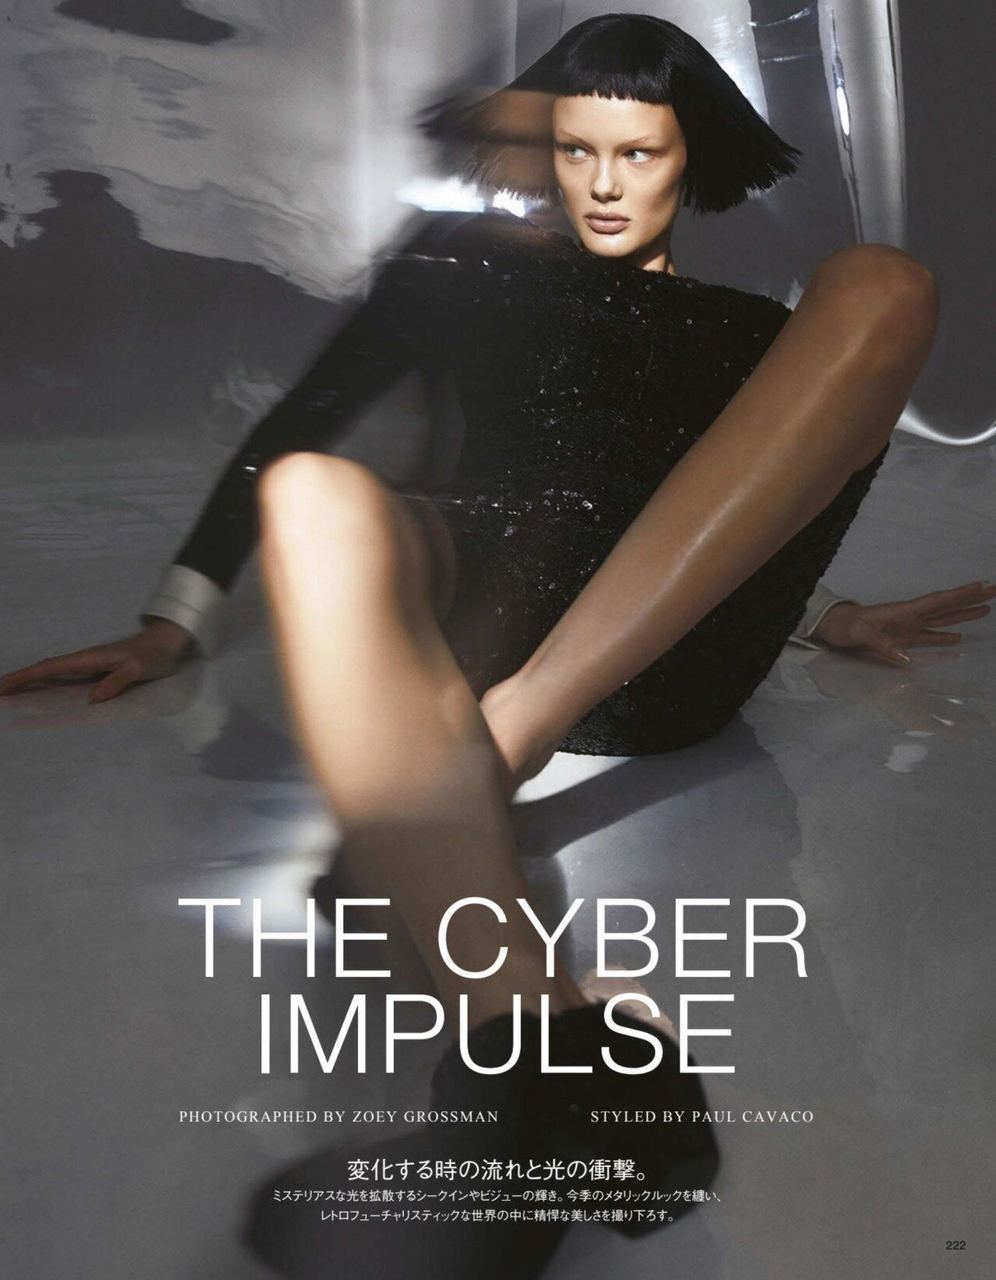 THE CYBER
IMPULSE
PHOTOGRAPHED BY ZOEY GROSSMAN STYLED BY PAUL CAVACO
変化する時の流れと光の衝撃。
ミステリアスな光を拡散するシークインやビジューの輝き。今季のメタリックルックを纏い、
レトロフューチャリスティックな世界の中に精悍な美しさを撮り下ろす。
222